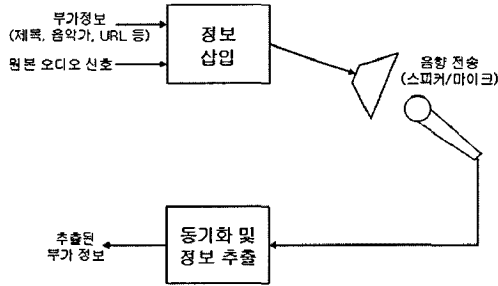 부가정보
(제목, 음악가, URL 등)
원본 오디오 신호
정보
삽입
음향 전송
(스피커/마이크)
동기화 및
정보 추출
추출된
부가 정보